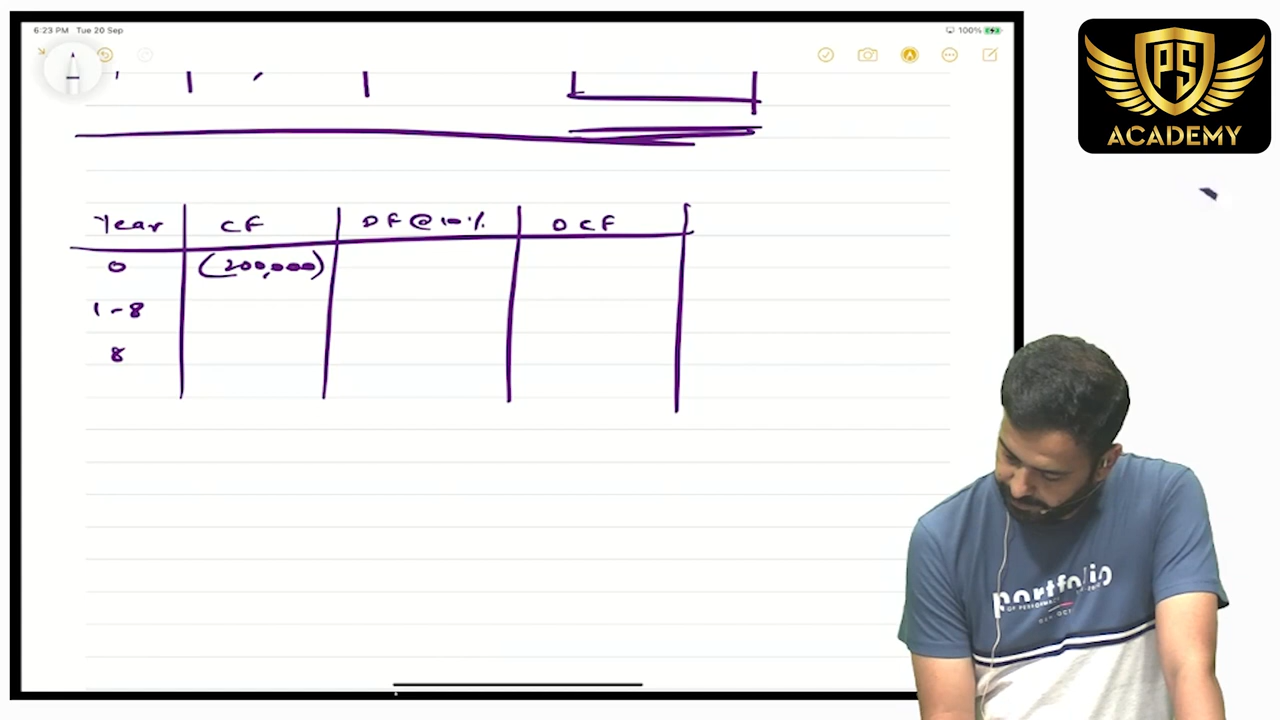 6:23 PM Tue 20 Sep
100%
PS
ACADEMY
Year CF DF @ 10% DCF
0 (200,000)
1-8
8
portfolio